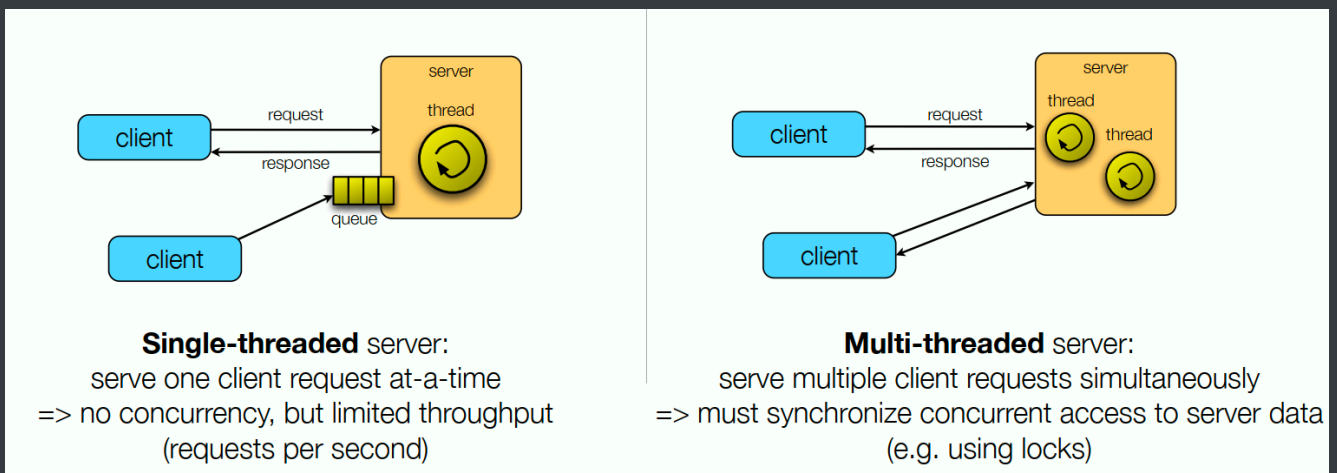 server
thread
client
request
response
queue
client
Single-threaded server:
serve one client request at-a-time
=> no concurrency, but limited throughput
(requests per second)
server
thread
thread
client
request
response
client
Multi-threaded server:
serve multiple client requests simultaneously
=> must synchronize concurrent access to server data
(e.g. using locks)